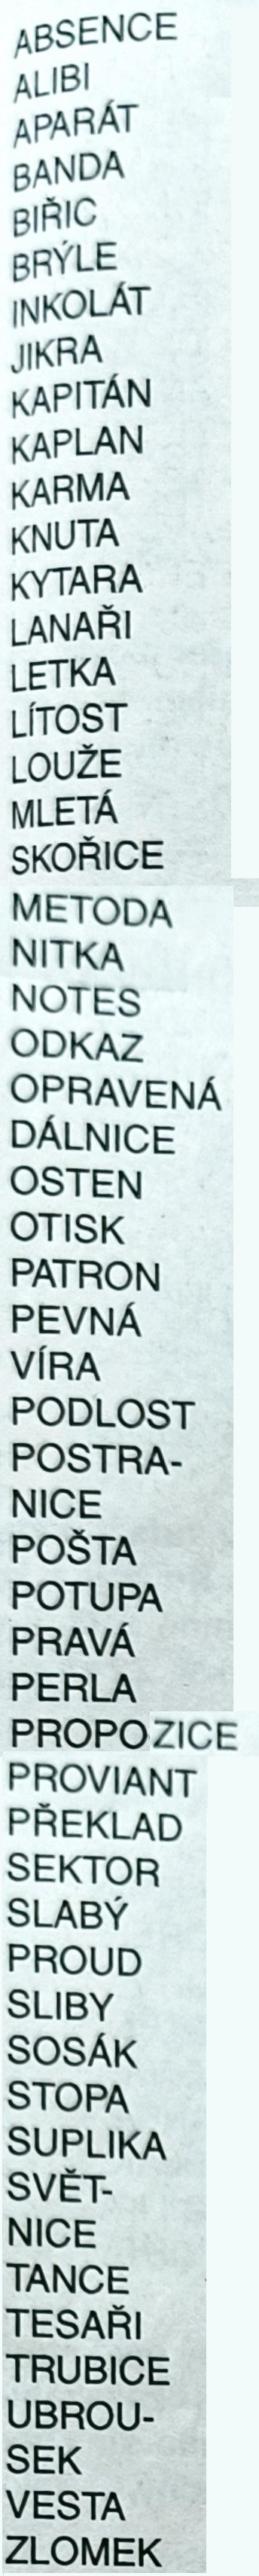 ABSENCE
ALIBI
APARÁT
BANDA
BIŘIC
BRÝLE
INKOLÁT
JIKRA
KAPITÁN
KAPLAN
KARMA
KNUTA
KYTARA
LANAŘI
LETKA
LÍTOST
LOUŽE
MLETÁ
SKOŘICE
METODA
NITKA
NOTES
ODKAZ
OPRAVENÁ
DÁLNICE
OSTEN
OTISK
PATRON
PEVNÁ
VÍRA
PODLOST
POSTRA-
NICE
POŠTA
POTUPA
PRAVÁ
PERLA
PROPOZICE
PROVIANT
PŘEKLAD
SEKTOR
SLABÝ
PROUD
SLIBY
SOSÁK
STOPA
SUPLIKA
SVĚT-
NICE
TANCE
TESAŘI
TRUBICE
UBROU-
SEK
VESTA
ZLOMEK